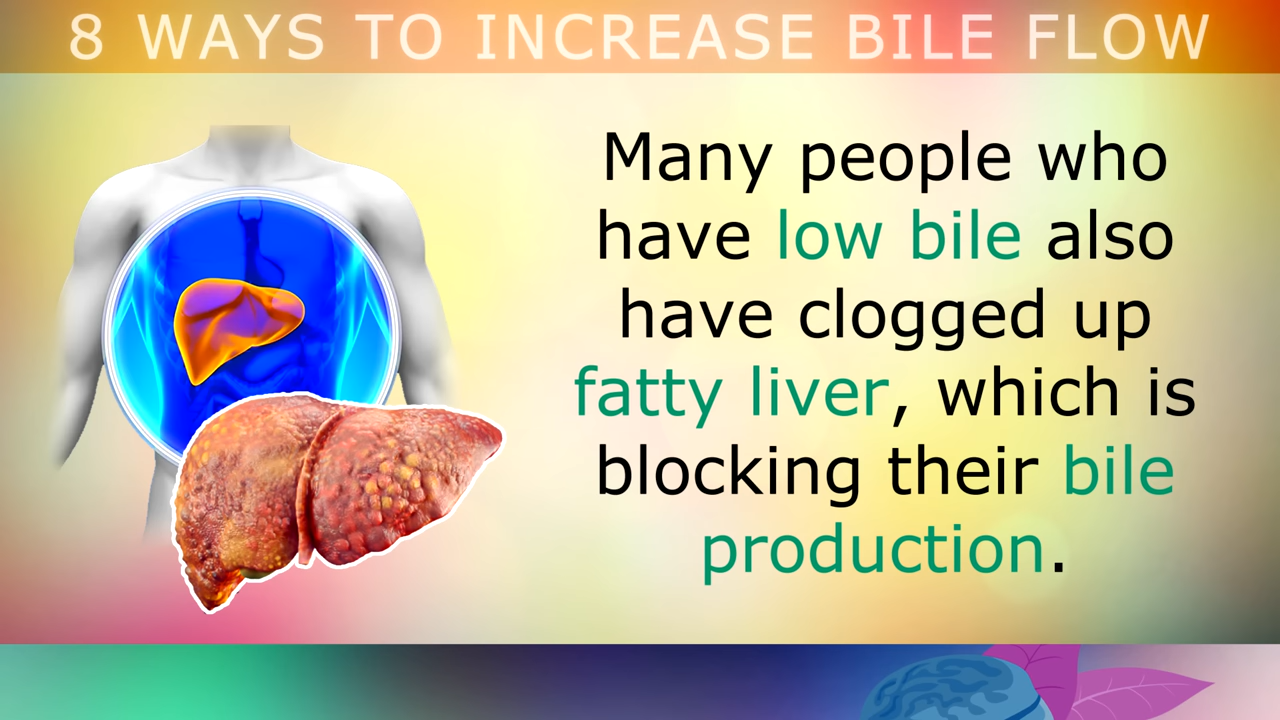 8 WAYS TO INCREASE BILE FLOW
Many people who
have low bile also
have clogged up
fatty liver, which is
blocking their bile
production.